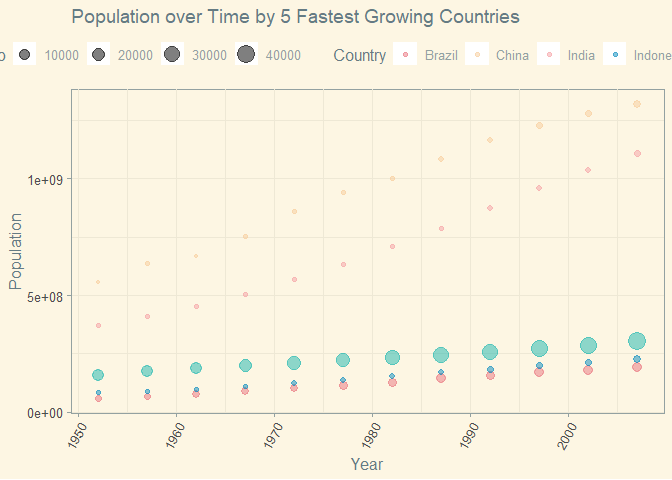 Population over Time by 5 Fastest Growing Countries
10000 20000 30000 40000 Country Brazil China India Indone
Population
1e+09
5e+08
0e+00
1950 1960 1970 1980 1990 2000
Year